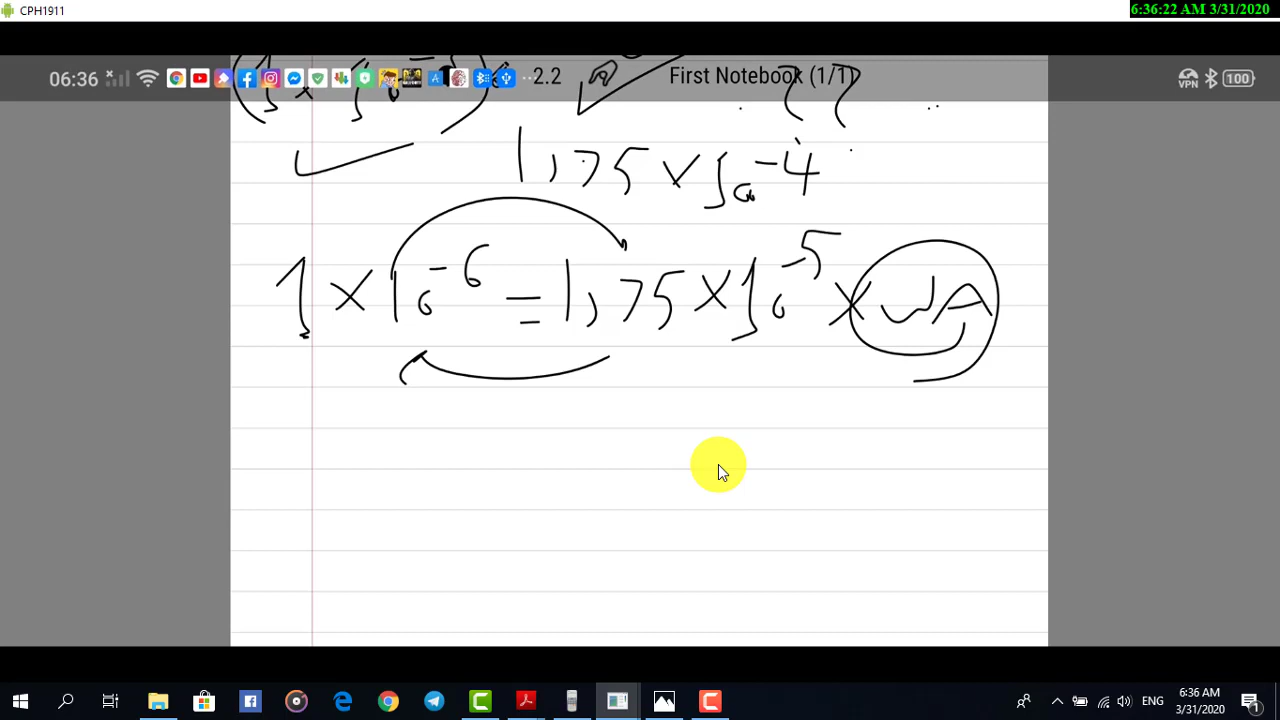 CPH1911
6:36:22 AM 3/31/2020
06:36
2.2
First Notebook (1/1)
VPN
100
??
1,75 × 10⁻⁴
1 × 10⁻⁶ = 1,75 × 10⁻⁵ × WA
ENG
6:36 AM
3/31/2020